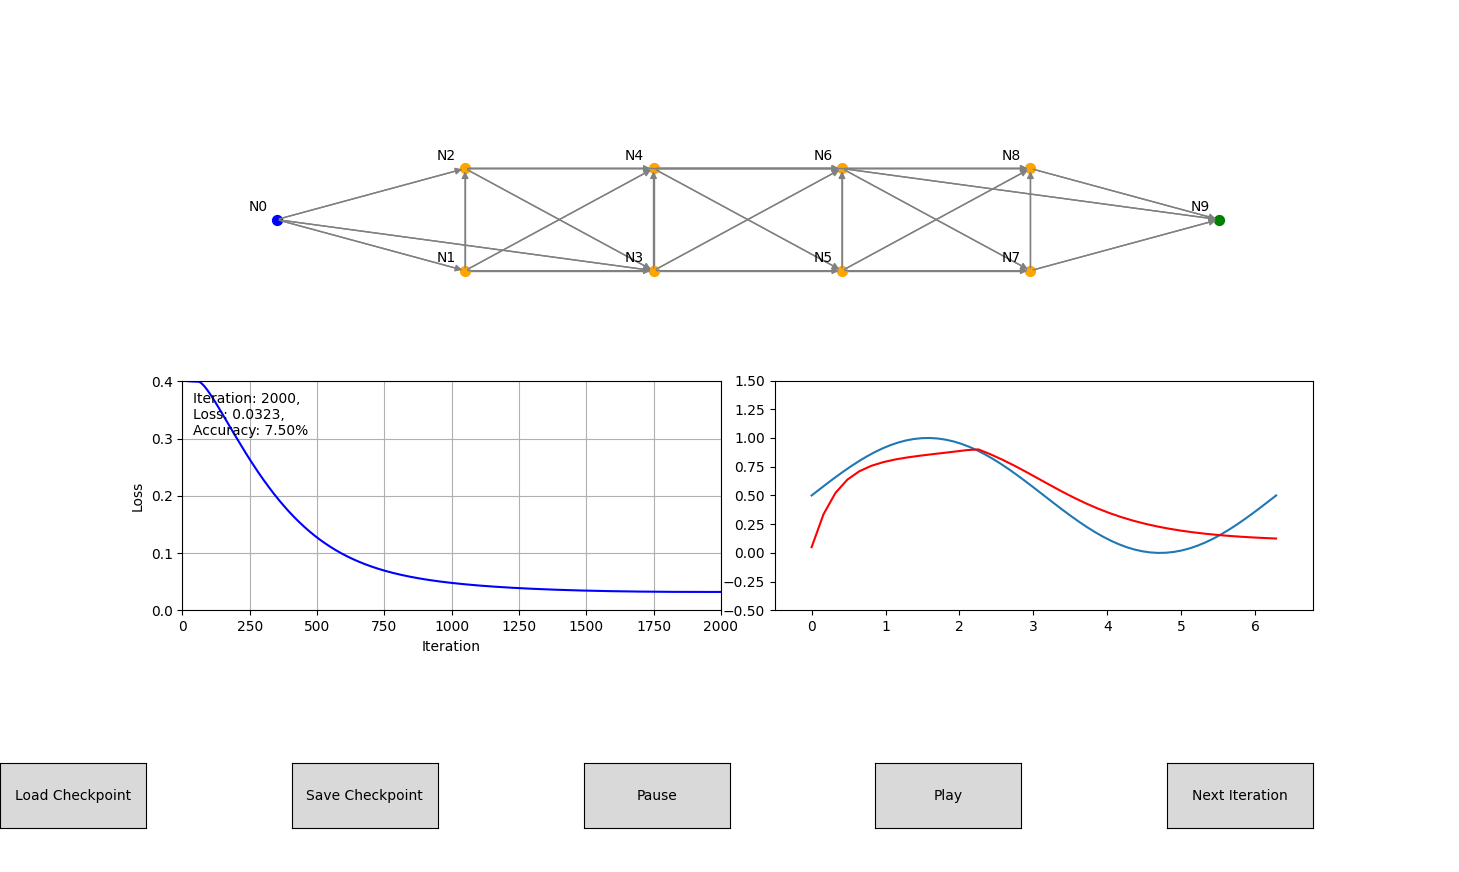 N2
N4
N6
N8
N0
N9
N1
N3
N5
N7
0.4
0.3
0.2
0.1
0.0
Loss
Iteration: 2000,
Loss: 0.0323,
Accuracy: 7.50%
0 250 500 750 1000 1250 1500 1750 2000
Iteration
1.50
1.25
1.00
0.75
0.50
0.25
0.00
−0.25
−0.50
0 1 2 3 4 5 6
Load Checkpoint
Save Checkpoint
Pause
Play
Next Iteration